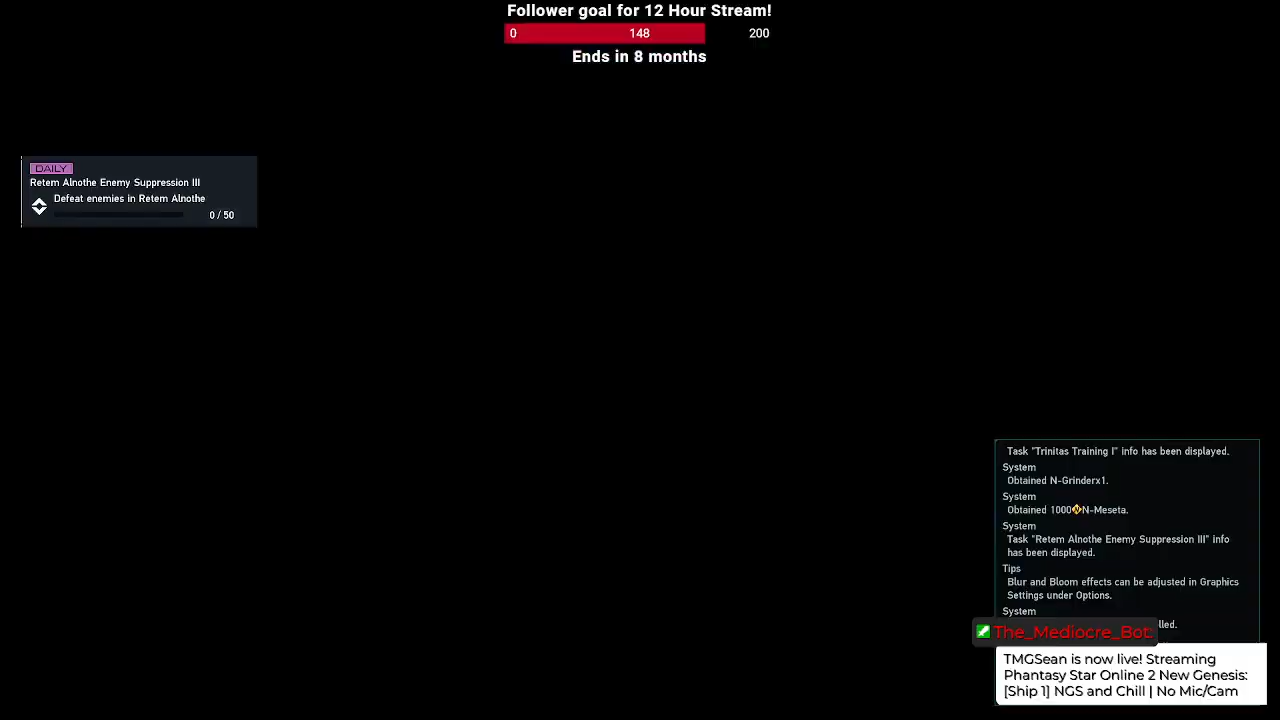 Follower goal for 12 Hour Stream!
0 148 200
Ends in 8 months
DAILY
Retem Alnothe Enemy Suppression III
Defeat enemies in Retem Alnothe
0 / 50
Task "Trinitas Training I" info has been displayed.
System
Obtained N-Grinderx1.
System
Obtained 1000 N-Meseta.
System
Task "Retem Alnothe Enemy Suppression III" info
has been displayed.
Tips
Blur and Bloom effects can be adjusted in Graphics
Settings under Options.
System
lled.
The_Mediocre_Bot:
TMGSean is now live! Streaming
Phantasy Star Online 2 New Genesis:
[Ship 1] NGS and Chill | No Mic/Cam